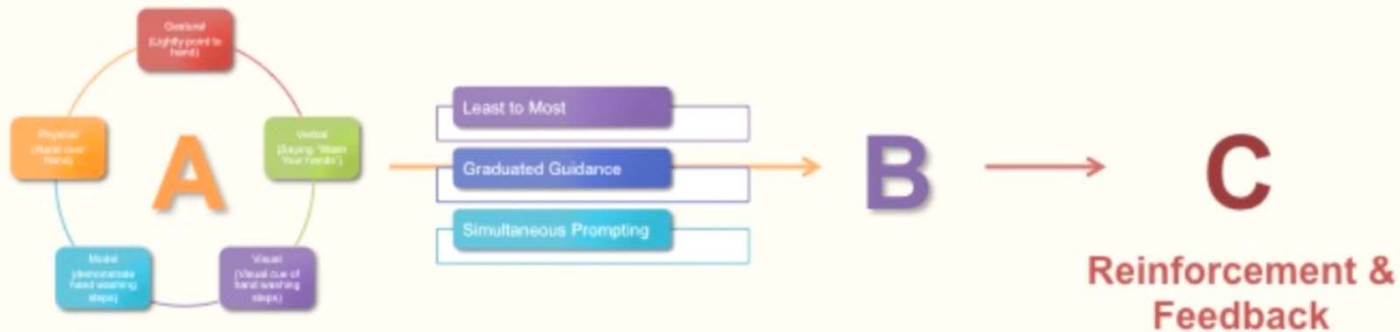 Gestural
(Lightly point to
hand)
Physical
(Hand over
Hand)
A
Verbal
(Saying "Wash
Your hands")
Model
(demonstrate
hand washing
steps)
Visual
(Visual cue of
hand washing
steps)
Least to Most
Graduated Guidance
Simultaneous Prompting
B
C
Reinforcement &
Feedback